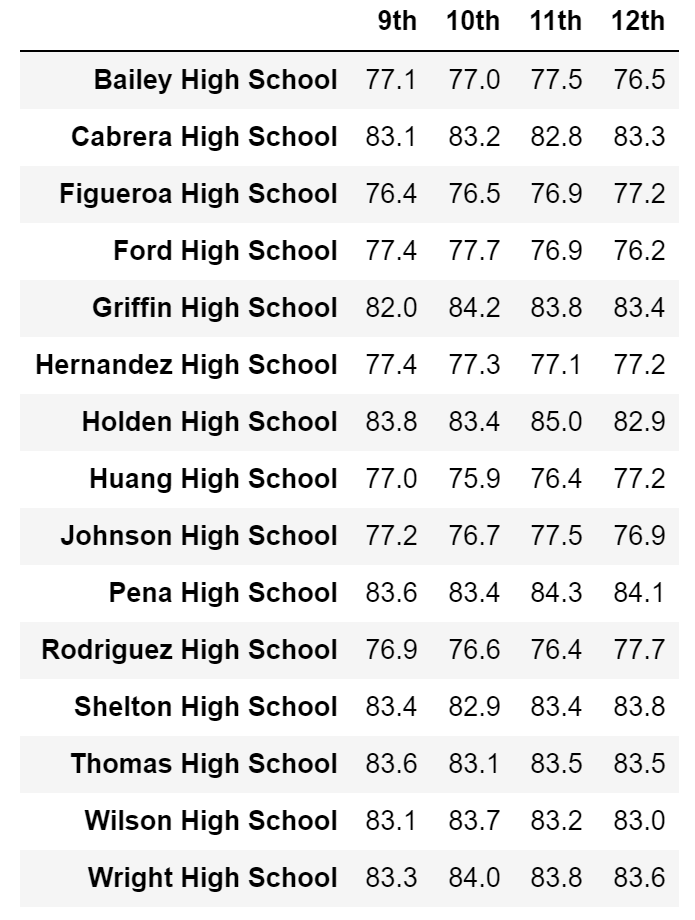 9th 10th 11th 12th
Bailey High School 77.1 77.0 77.5 76.5
Cabrera High School 83.1 83.2 82.8 83.3
Figueroa High School 76.4 76.5 76.9 77.2
Ford High School 77.4 77.7 76.9 76.2
Griffin High School 82.0 84.2 83.8 83.4
Hernandez High School 77.4 77.3 77.1 77.2
Holden High School 83.8 83.4 85.0 82.9
Huang High School 77.0 75.9 76.4 77.2
Johnson High School 77.2 76.7 77.5 76.9
Pena High School 83.6 83.4 84.3 84.1
Rodriguez High School 76.9 76.6 76.4 77.7
Shelton High School 83.4 82.9 83.4 83.8
Thomas High School 83.6 83.1 83.5 83.5
Wilson High School 83.1 83.7 83.2 83.0
Wright High School 83.3 84.0 83.8 83.6